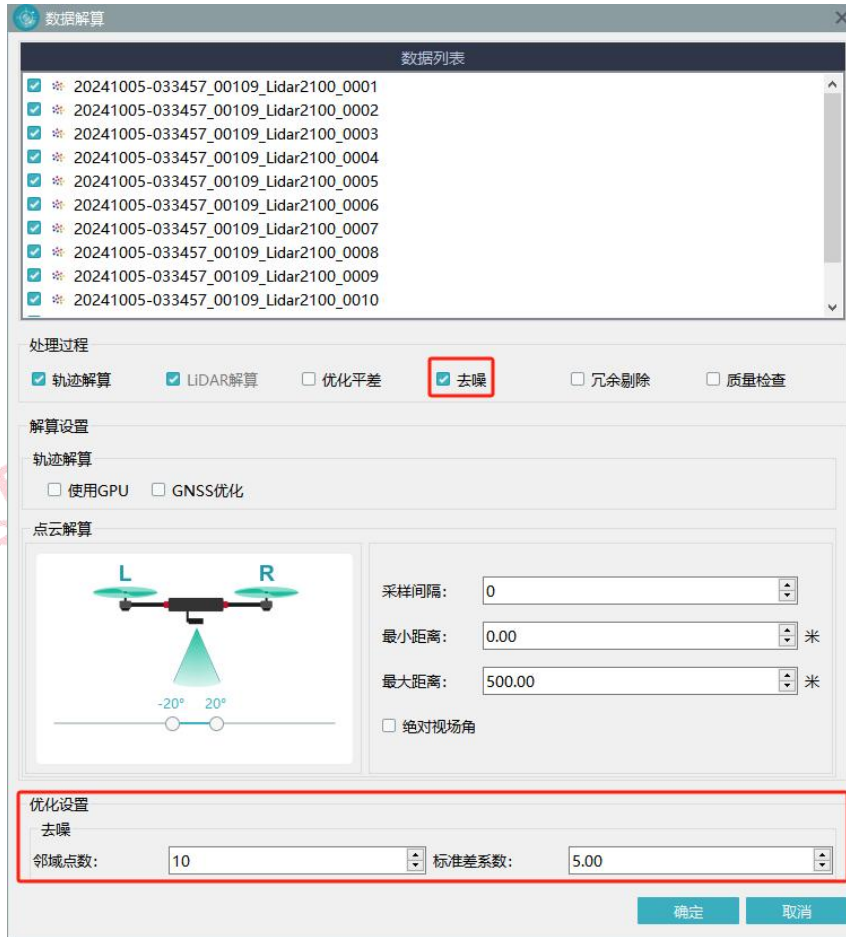 数据解算
数据列表
20241005-033457_00109_Lidar2100_0001
20241005-033457_00109_Lidar2100_0002
20241005-033457_00109_Lidar2100_0003
20241005-033457_00109_Lidar2100_0004
20241005-033457_00109_Lidar2100_0005
20241005-033457_00109_Lidar2100_0006
20241005-033457_00109_Lidar2100_0007
20241005-033457_00109_Lidar2100_0008
20241005-033457_00109_Lidar2100_0009
20241005-033457_00109_Lidar2100_0010
处理过程
轨迹解算 LiDAR解算 优化平差 去噪 冗余剔除 质量检查
解算设置
轨迹解算
使用GPU GNSS优化
点云解算
L R
-20° 20°
采样间隔: 0
最小距离: 0.00 米
最大距离: 500.00 米
绝对视场角
优化设置
去噪
邻域点数: 10 标准差系数: 5.00
确定 取消